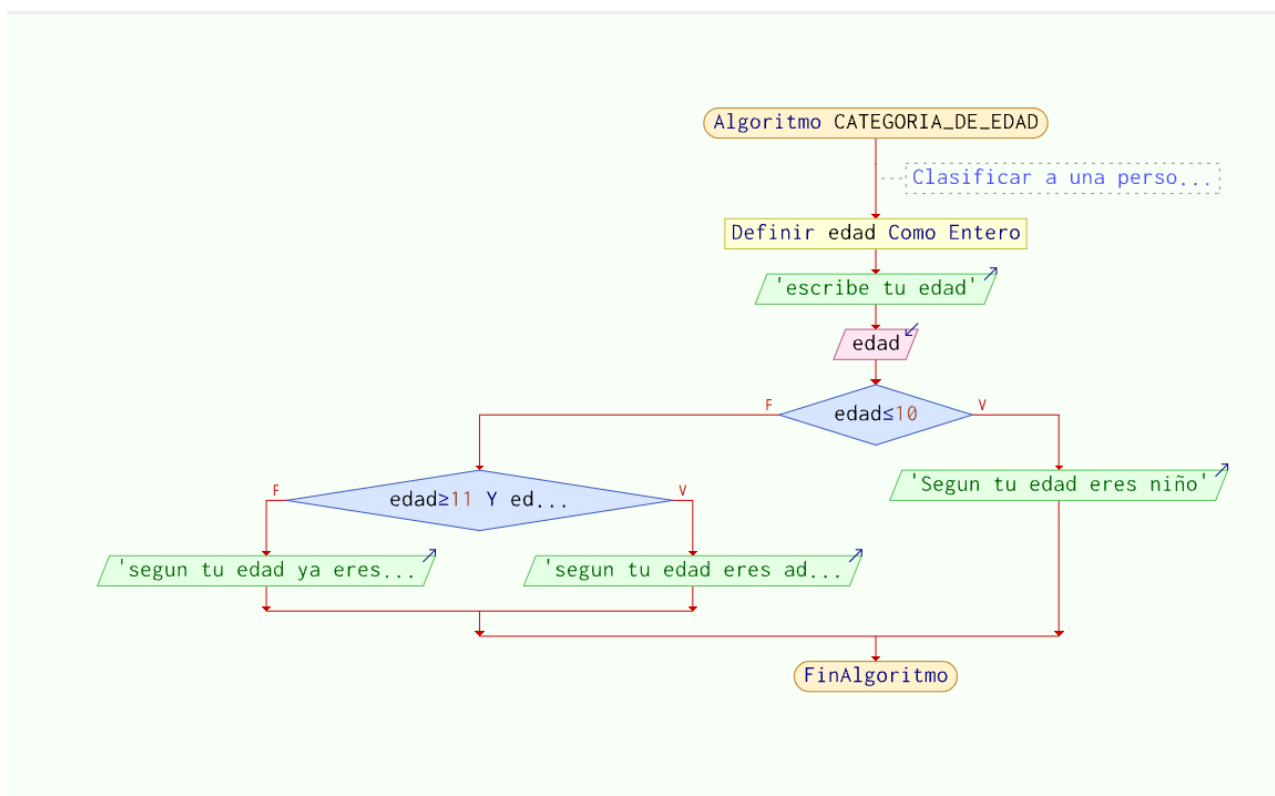 Algoritmo CATEGORIA_DE_EDAD
Clasificar a una perso...
Definir edad Como Entero
'escribe tu edad'
edad
edad≤10
F
V
'Segun tu edad eres niño'
edad≥11 Y ed...
F
V
'segun tu edad ya eres...
'segun tu edad eres ad...
FinAlgoritmo